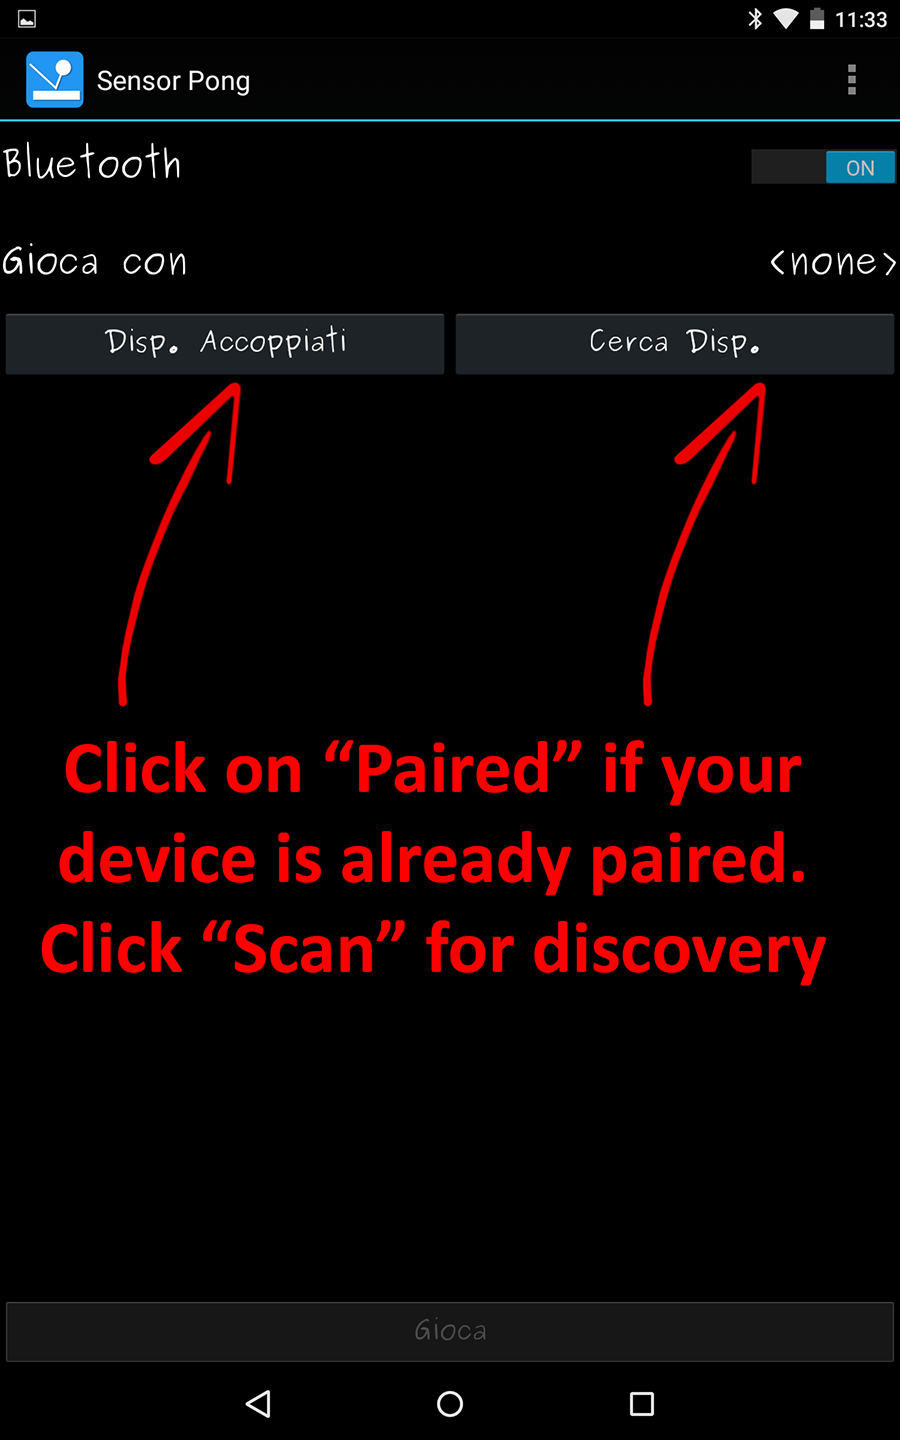 11:33
Sensor Pong
Bluetooth
ON
Gioca con
<none>
Disp. Accoppiati
Cerca Disp.
Click on “Paired” if your
device is already paired.
Click “Scan” for discovery
Gioca